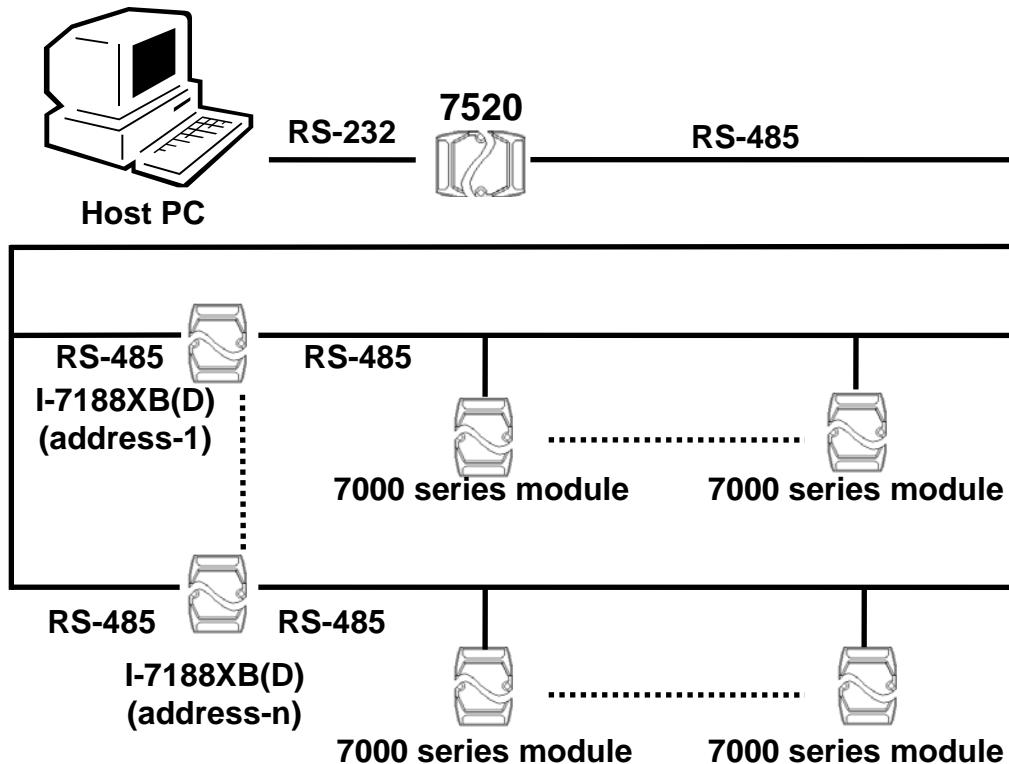 7520
RS-232
RS-485
Host PC
RS-485
RS-485
I-7188XB(D)
(address-1)
7000 series module
7000 series module
RS-485
RS-485
I-7188XB(D)
(address-n)
7000 series module
7000 series module